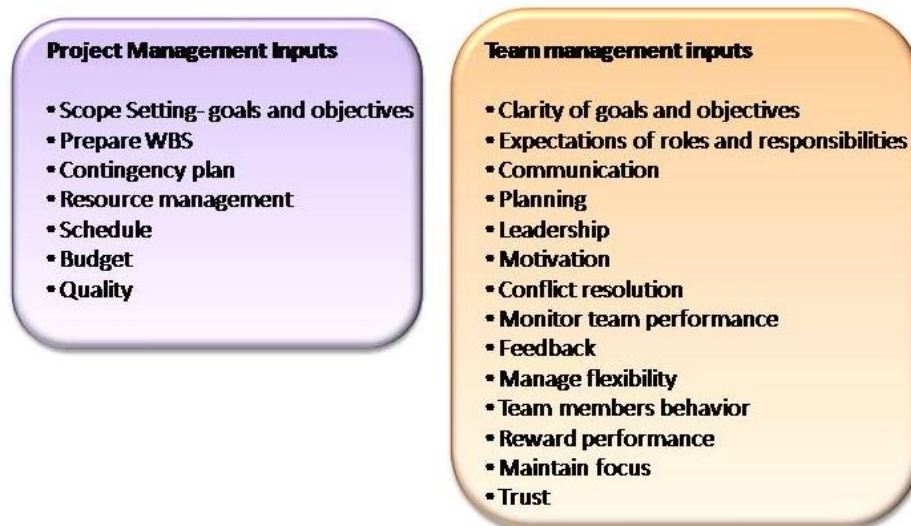 Project Management Inputs
• Scope Setting- goals and objectives
• Prepare WBS
• Contingency plan
• Resource management
• Schedule
• Budget
• Quality
Team management inputs
• Clarity of goals and objectives
• Expectations of roles and responsibilities
• Communication
• Planning
• Leadership
• Motivation
• Conflict resolution
• Monitor team performance
• Feedback
• Manage flexibility
• Team members behavior
• Reward performance
• Maintain focus
• Trust